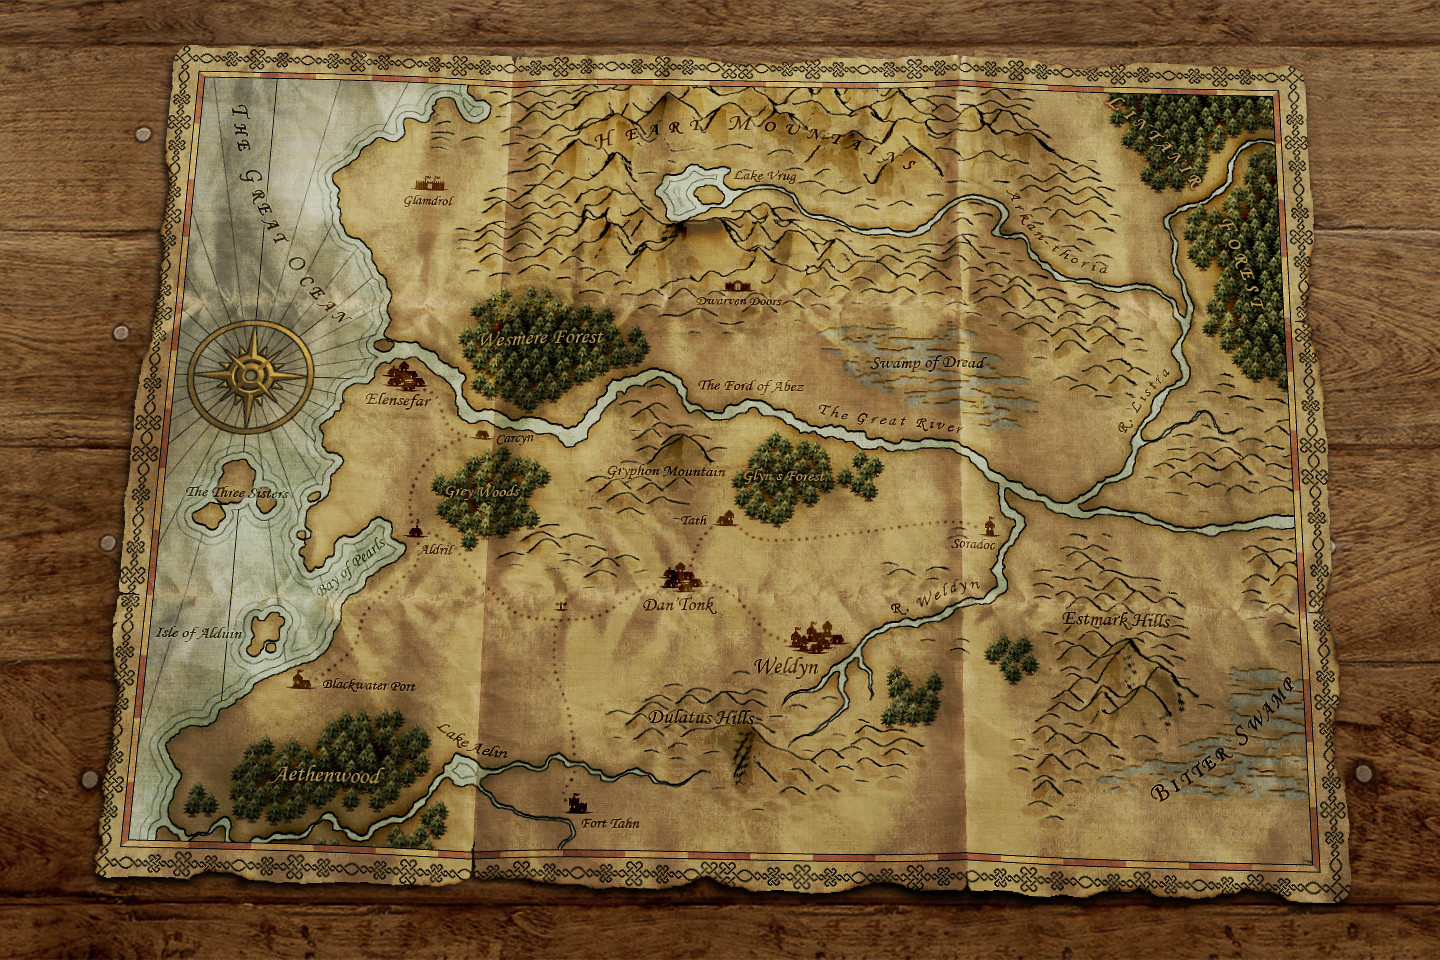 THE GREAT OCEAN
HEART MOUNTAINS
LINTANIR
FOREST
Lake Vrug
Glamdrol
Arkan-thoria
Dwarven Doors
Wesmere Forest
Swamp of Dread
Elensefar
The Ford of Abez
The Great River
R. Listra
Carcyn
Gryphon Mountain
Glyn's Forest
The Three Sisters
Grey Woods
Tath
Soradoc
Aldril
Bay of Pearls
Dan'Tonk
R. Weldyn
Isle of Alduin
Estmark Hills
Weldyn
Blackwater Port
Dulatus Hills
BITTER SWAMP
Lake Aelin
Aethenwood
Fort Tahn